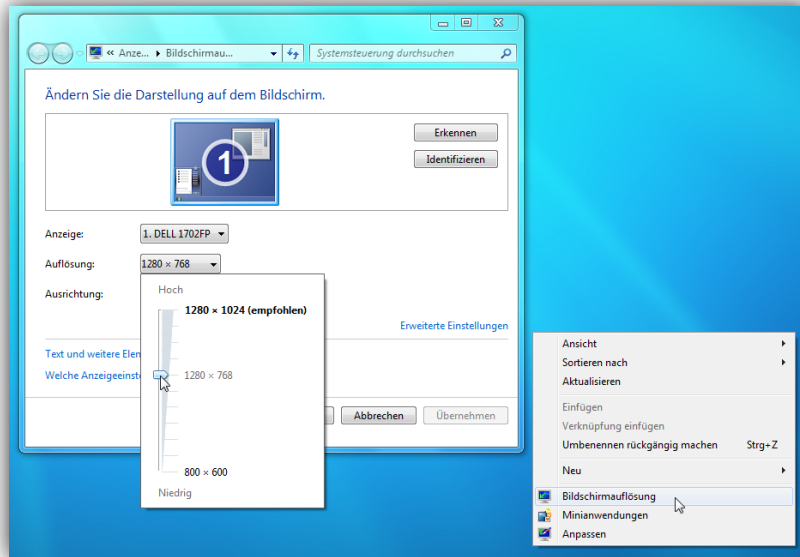 « Anze... ▸ Bildschirmau...
Systemsteuerung durchsuchen
Ändern Sie die Darstellung auf dem Bildschirm.
1
Erkennen
Identifizieren
Anzeige:
1. DELL 1702FP
Auflösung:
1280 × 768
Ausrichtung:
Hoch
1280 × 1024 (empfohlen)
1280 × 768
800 × 600
Niedrig
Erweiterte Einstellungen
Text und weitere Elem
Welche Anzeigeeinst
Abbrechen
Übernehmen
Ansicht
Sortieren nach
Aktualisieren
Einfügen
Verknüpfung einfügen
Umbenennen rückgängig machen Strg+Z
Neu
Bildschirmauflösung
Minianwendungen
Anpassen